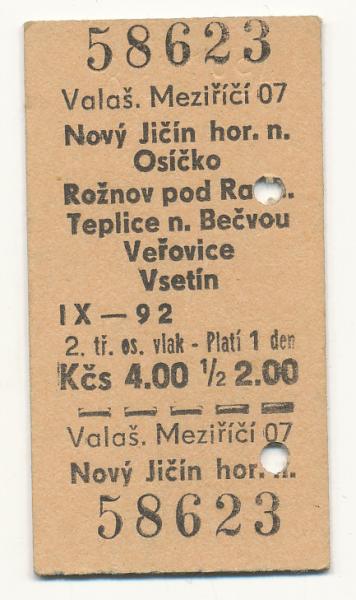 58623
Valaš. Meziříčí 07
Nový Jičín hor. n.
Osíčko
Rožnov pod
Teplice n. Bečvou
Veřovice
Vsetín
IX — 92
2. tř. os. vlak - Platí 1 den
Kčs 4.00 ½ 2.00
Valaš. Meziříčí 07
Nový Jičín hor. n.
58623